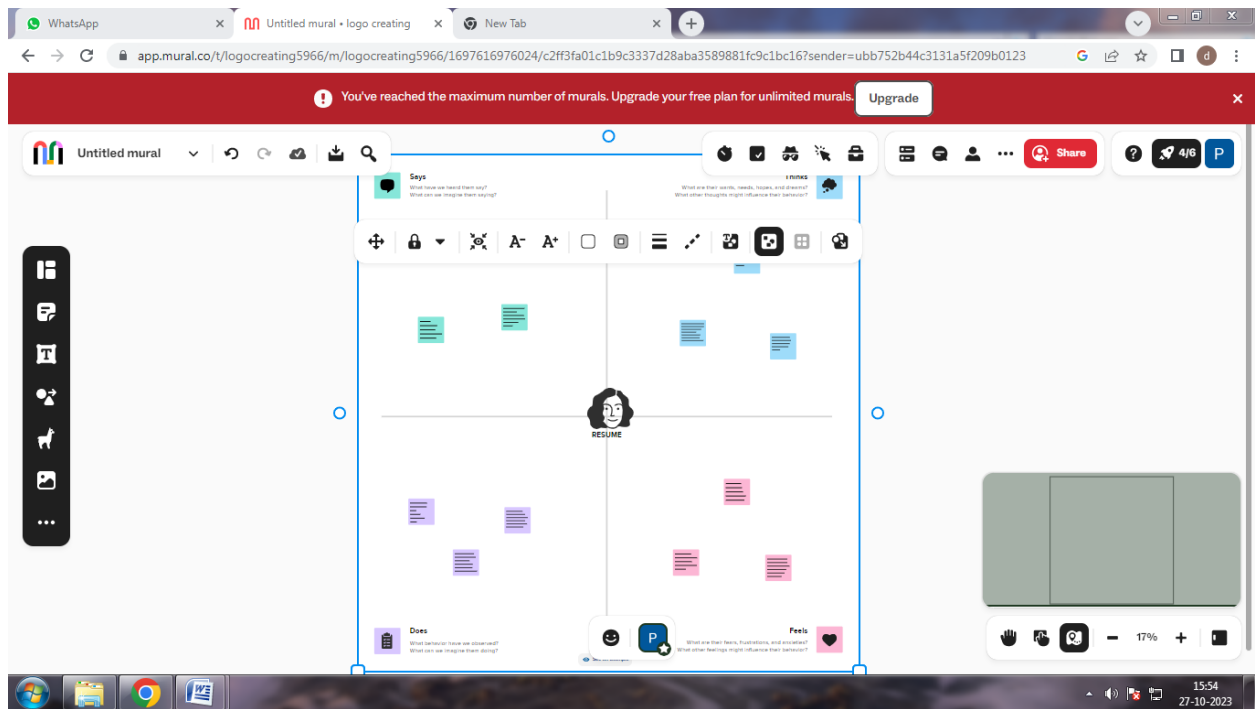 WhatsApp
Untitled mural • logo creating
New Tab
app.mural.co/t/logocreating5966/m/logocreating5966/1697616976024/c2ff3fa01c1b9c3337d28aba3589881fc9c1bc16?sender=ubb752b44c3131a5f209b0123
G
d
You've reached the maximum number of murals. Upgrade your free plan for unlimited murals.
Upgrade
Untitled mural
Share
4/6
P
Says
What have we heard them say?
What can we imagine them saying?
Thinks
What are their wants, needs, hopes, and dreams?
What other thoughts might influence their behavior?
A-
A+
T
RESUME
Does
What behavior have we observed?
What can we imagine them doing?
P
Feels
What are their fears, frustrations, and anxieties?
What other feelings might influence their behavior?
17%
15:54
27-10-2023